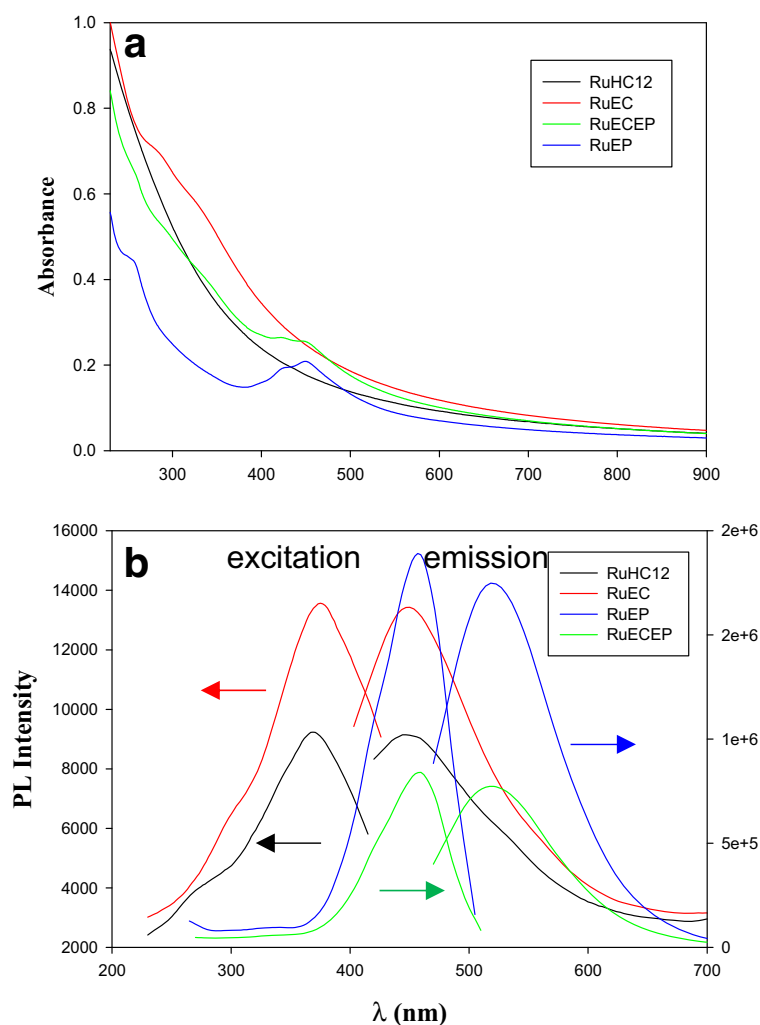 a
1.0
0.8
0.6
0.4
0.2
0.0
Absorbance
RuHC12
RuEC
RuECEP
RuEP
300 400 500 600 700 800 900
b
excitation emission
16000
14000
12000
10000
8000
6000
4000
2000
PL Intensity
RuHC12
RuEC
RuEP
RuECEP
2e+6
2e+6
1e+6
5e+5
0
200 300 400 500 600 700
λ (nm)